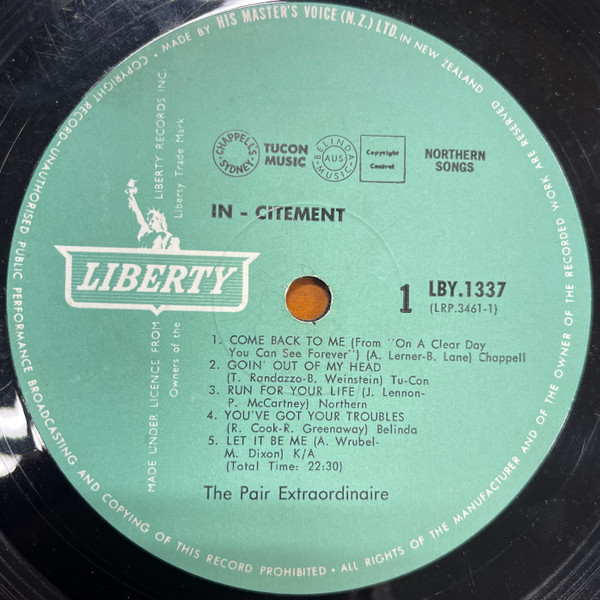 COPYRIGHT RECORD—UNAUTHORISED PUBLIC PERFORMANCE BROADCASTING AND COPYING OF THIS RECORD PROHIBITED • ALL RIGHTS OF THE MANUFACTURER AND OF THE OWNER OF THE RECORDED WORK ARE RESERVED
• MADE BY HIS MASTER'S VOICE (N.Z.) LTD. IN NEW ZEALAND
MADE UNDER LICENCE FROM LIBERTY RECORDS INC.
Owners of the Liberty Trade Mark
CHAPPELL'S SYDNEY
TUCON
MUSIC
BELINDA AUS MUSIC
Copyright
Control
NORTHERN
SONGS
IN - CITEMENT
LIBERTY
1
LBY.1337
(LRP.3461-1)
1. COME BACK TO ME (From "On A Clear Day
You Can See Forever") (A. Lerner-B. Lane) Chappell
2. GOIN' OUT OF MY HEAD
(T. Randazzo-B. Weinstein) Tu-Con
3. RUN FOR YOUR LIFE (J. Lennon-
P. McCartney) Northern
4. YOU'VE GOT YOUR TROUBLES
(R. Cook-R. Greenaway) Belinda
5. LET IT BE ME (A. Wrubel-
M. Dixon) K/A
(Total Time: 22:30)
The Pair Extraordinaire